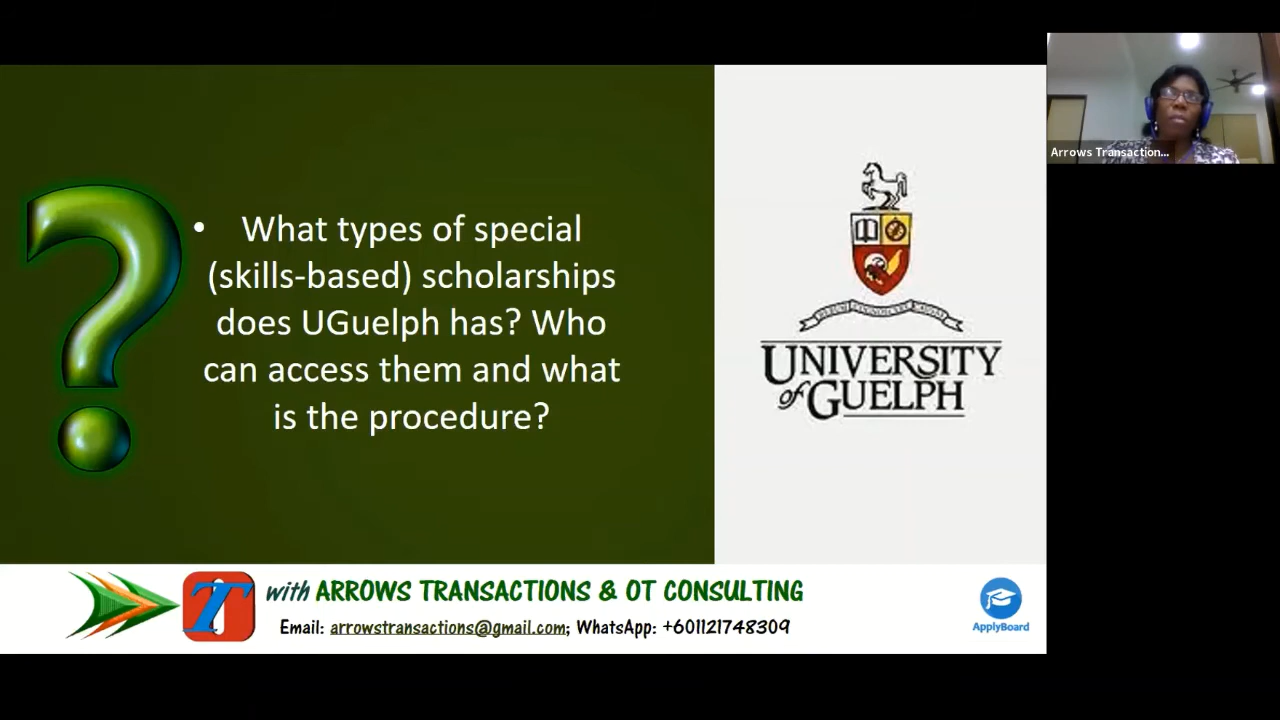 • What types of special
(skills-based) scholarships
does UGuelph has? Who
can access them and what
is the procedure?
UNIVERSITY
of GUELPH
Arrows Transaction...
with ARROWS TRANSACTIONS & OT CONSULTING
Email: arrowstransactions@gmail.com; WhatsApp: +601121748309
ApplyBoard